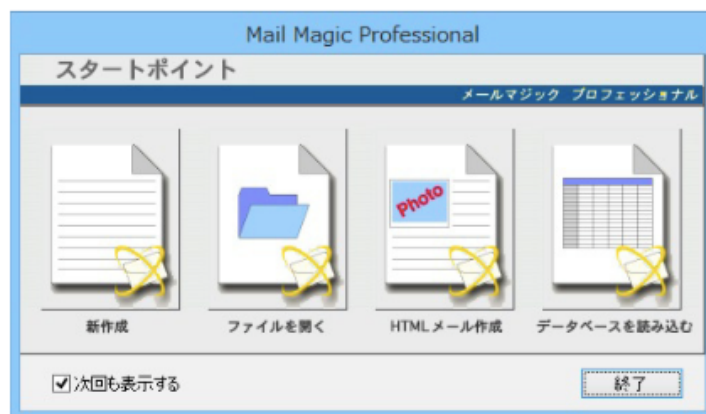 Mail Magic Professional
スタートポイント
メールマジック プロフェッショナル
Photo
新作成
ファイルを開く
HTMLメール作成
データベースを読み込む
次回も表示する
終了